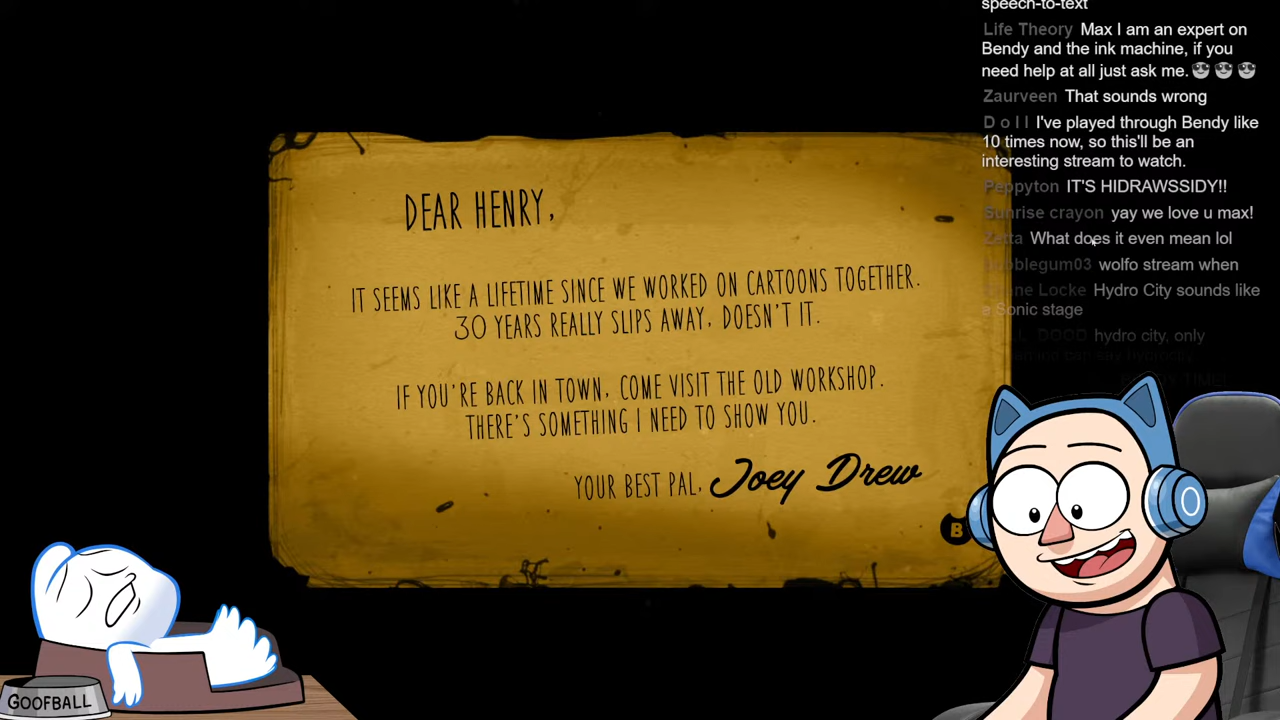 DEAR HENRY,
IT SEEMS LIKE A LIFETIME SINCE WE WORKED ON CARTOONS TOGETHER.
30 YEARS REALLY SLIPS AWAY, DOESN'T IT.
IF YOU'RE BACK IN TOWN, COME VISIT THE OLD WORKSHOP.
THERE'S SOMETHING I NEED TO SHOW YOU.
YOUR BEST PAL, Joey Drew
B
speech-to-text
Life Theory Max I am an expert on
Bendy and the ink machine, if you
need help at all just ask me.
Zaurveen That sounds wrong
D o l l I've played through Bendy like
10 times now, so this'll be an
interesting stream to watch.
Peppyton IT'S HIDRAWSSIDY!!
Sunrise crayon yay we love u max!
Zetta What does it even mean lol
wolfo stream when
Locke Hydro City sounds like
a Sonic stage
hydro city, only
GOOFBALL